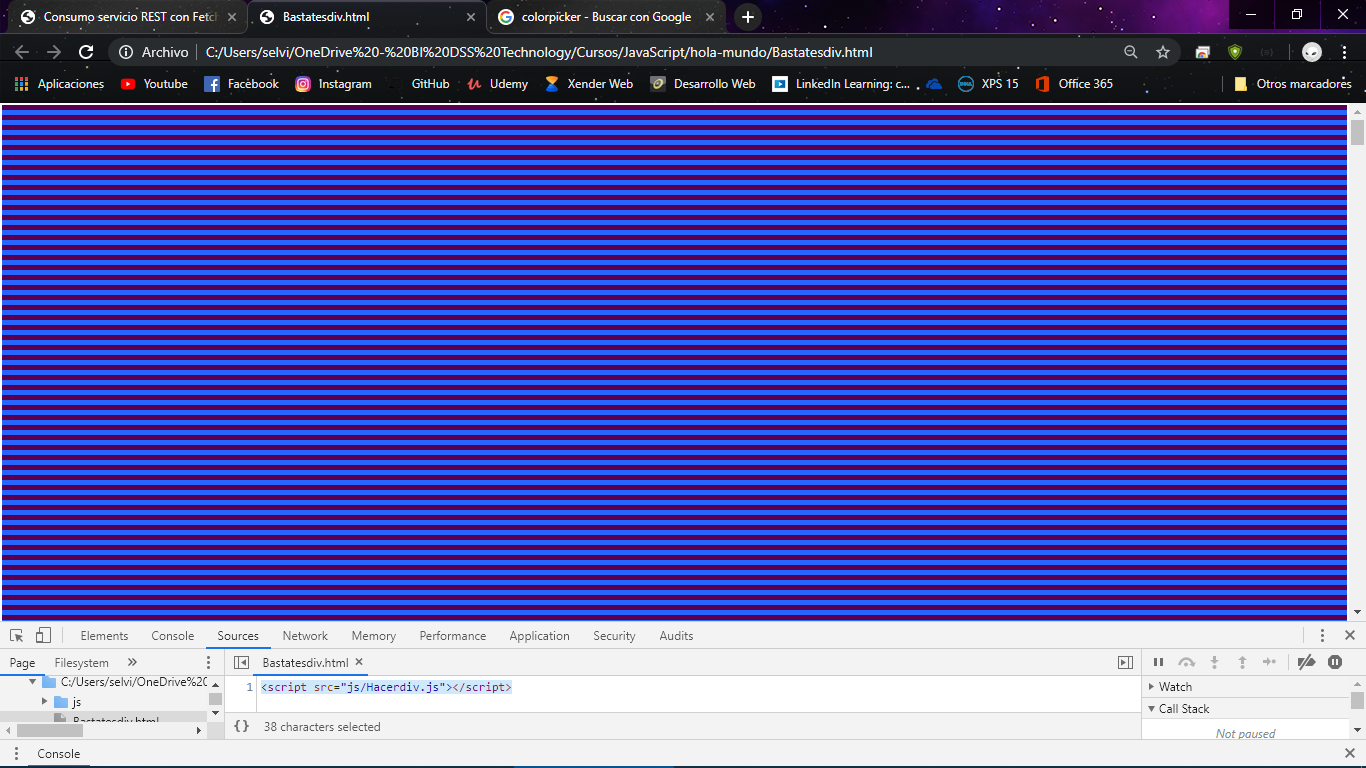 Consumo servicio REST con Fetch
Bastatesdiv.html
colorpicker - Buscar con Google
Archivo
C:/Users/selvi/OneDrive%20-%20BI%20DSS%20Technology/Cursos/JavaScript/hola-mundo/Bastatesdiv.html
Aplicaciones
Youtube
Facebook
Instagram
GitHub
Udemy
Xender Web
Desarrollo Web
LinkedIn Learning: c...
XPS 15
Office 365
Otros marcadores
Elements
Console
Sources
Network
Memory
Performance
Application
Security
Audits
Page
Filesystem
Bastatesdiv.html
C:/Users/selvi/OneDrive%20
js
Bastatesdiv.html
1
<script src="js/Hacerdiv.js"></script>
{} 38 characters selected
Watch
Call Stack
Not paused
Console